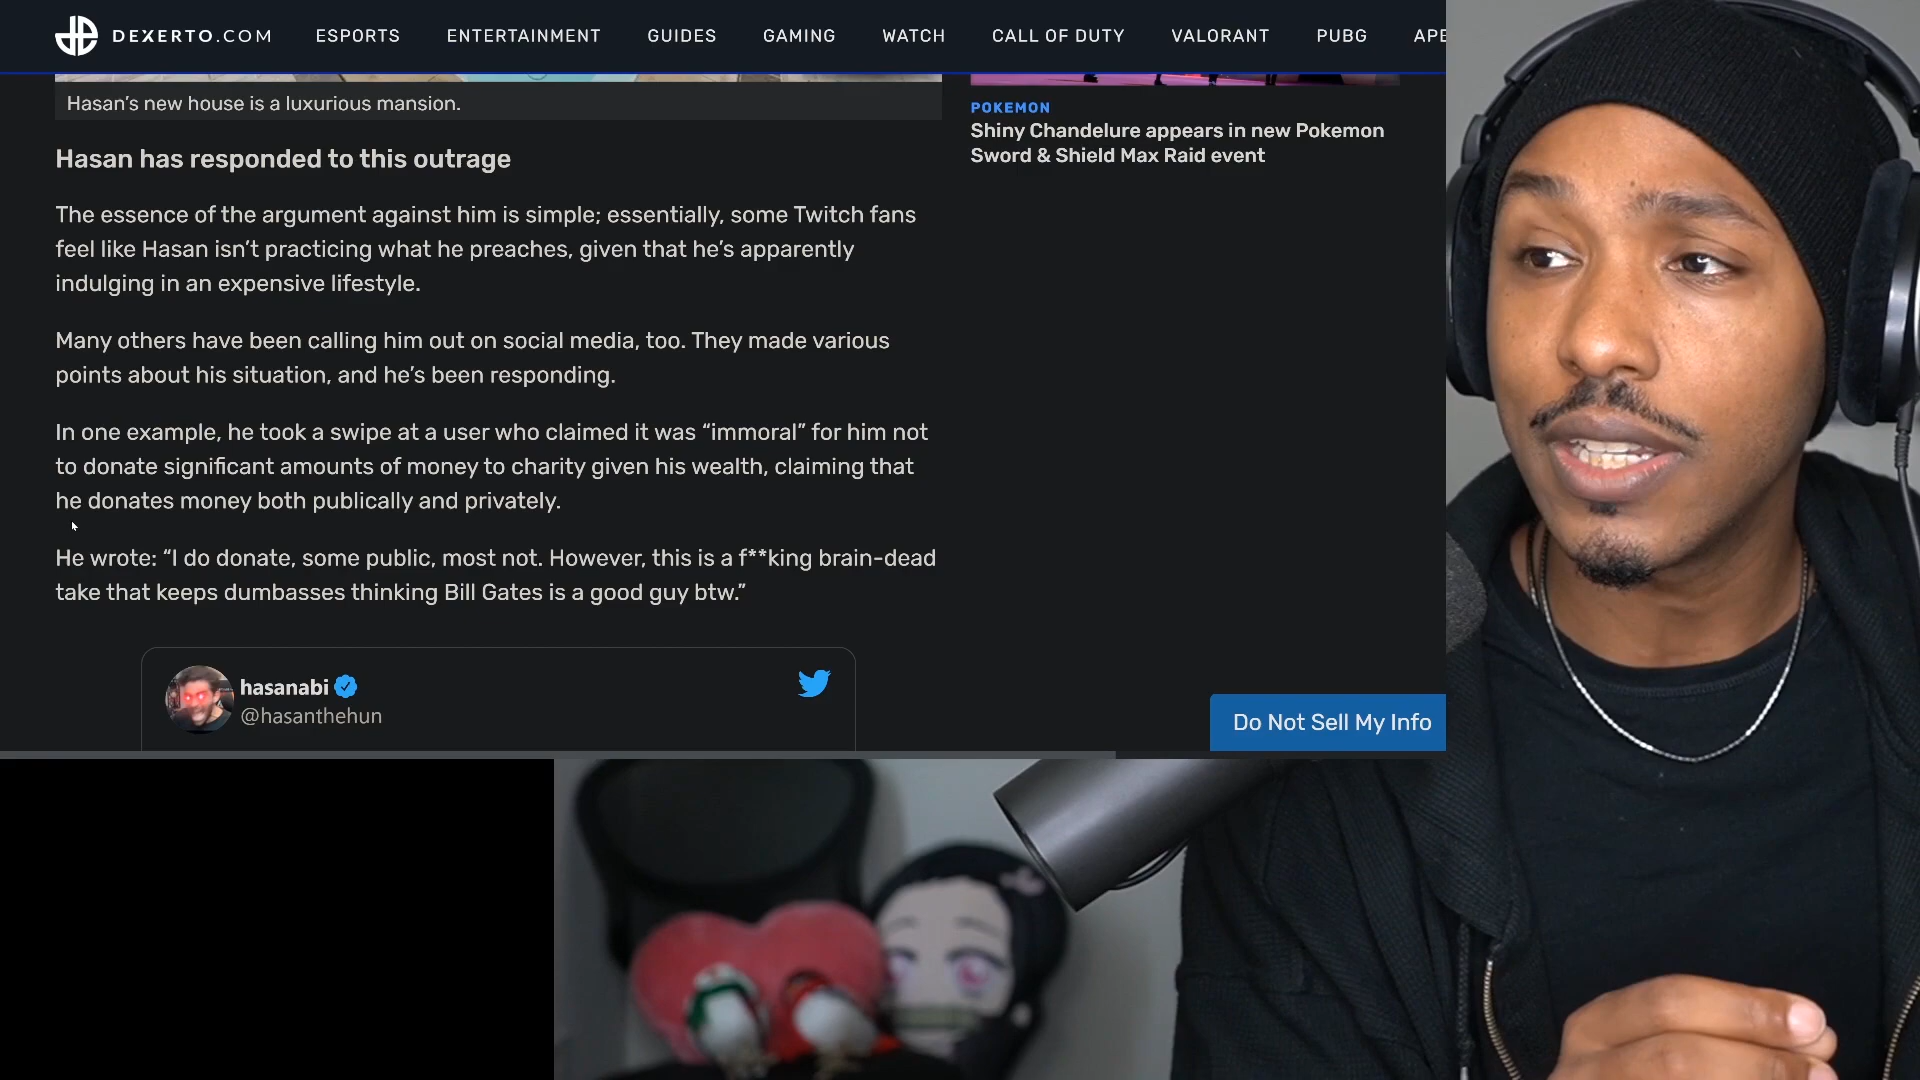 DEXERTO.COM ESPORTS ENTERTAINMENT GUIDES GAMING WATCH CALL OF DUTY VALORANT PUBG APE
Hasan's new house is a luxurious mansion.
Hasan has responded to this outrage
The essence of the argument against him is simple; essentially, some Twitch fans
feel like Hasan isn't practicing what he preaches, given that he's apparently
indulging in an expensive lifestyle.
Many others have been calling him out on social media, too. They made various
points about his situation, and he's been responding.
In one example, he took a swipe at a user who claimed it was “immoral” for him not
to donate significant amounts of money to charity given his wealth, claiming that
he donates money both publically and privately.
He wrote: “I do donate, some public, most not. However, this is a f**king brain-dead
take that keeps dumbasses thinking Bill Gates is a good guy btw.”
hasanabi
@hasanthehun
POKEMON
Shiny Chandelure appears in new Pokemon
Sword & Shield Max Raid event
Do Not Sell My Info